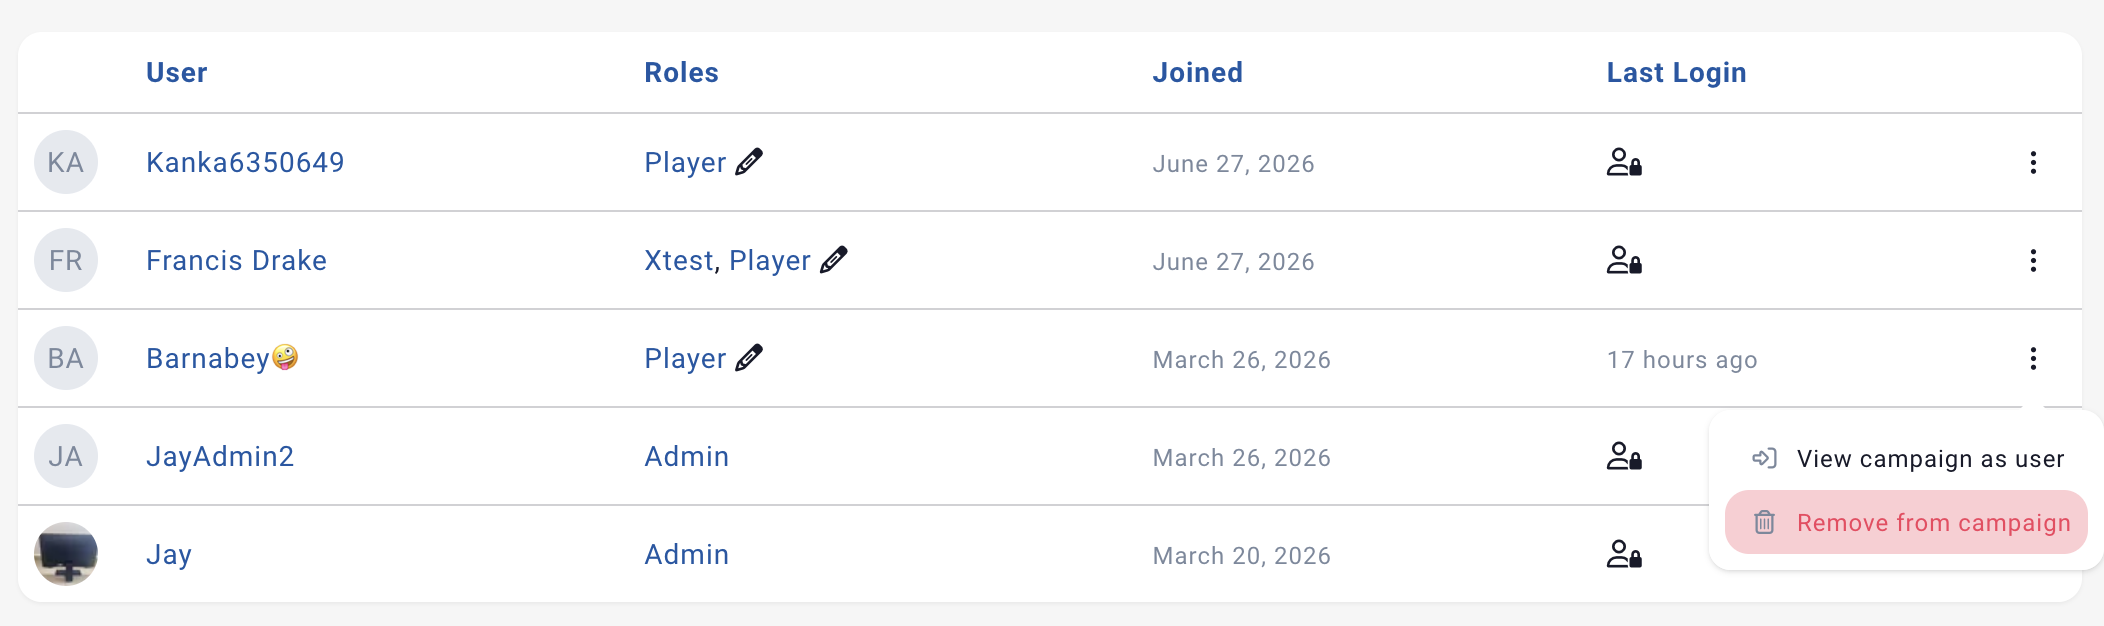 User Roles Joined Last Login
KA Kanka6350649 Player June 27, 2026
FR Francis Drake Xtest, Player June 27, 2026
BA Barnabey🤪 Player March 26, 2026 17 hours ago
JA JayAdmin2 Admin March 26, 2026
View campaign as user
Remove from campaign
Jay Admin March 20, 2026